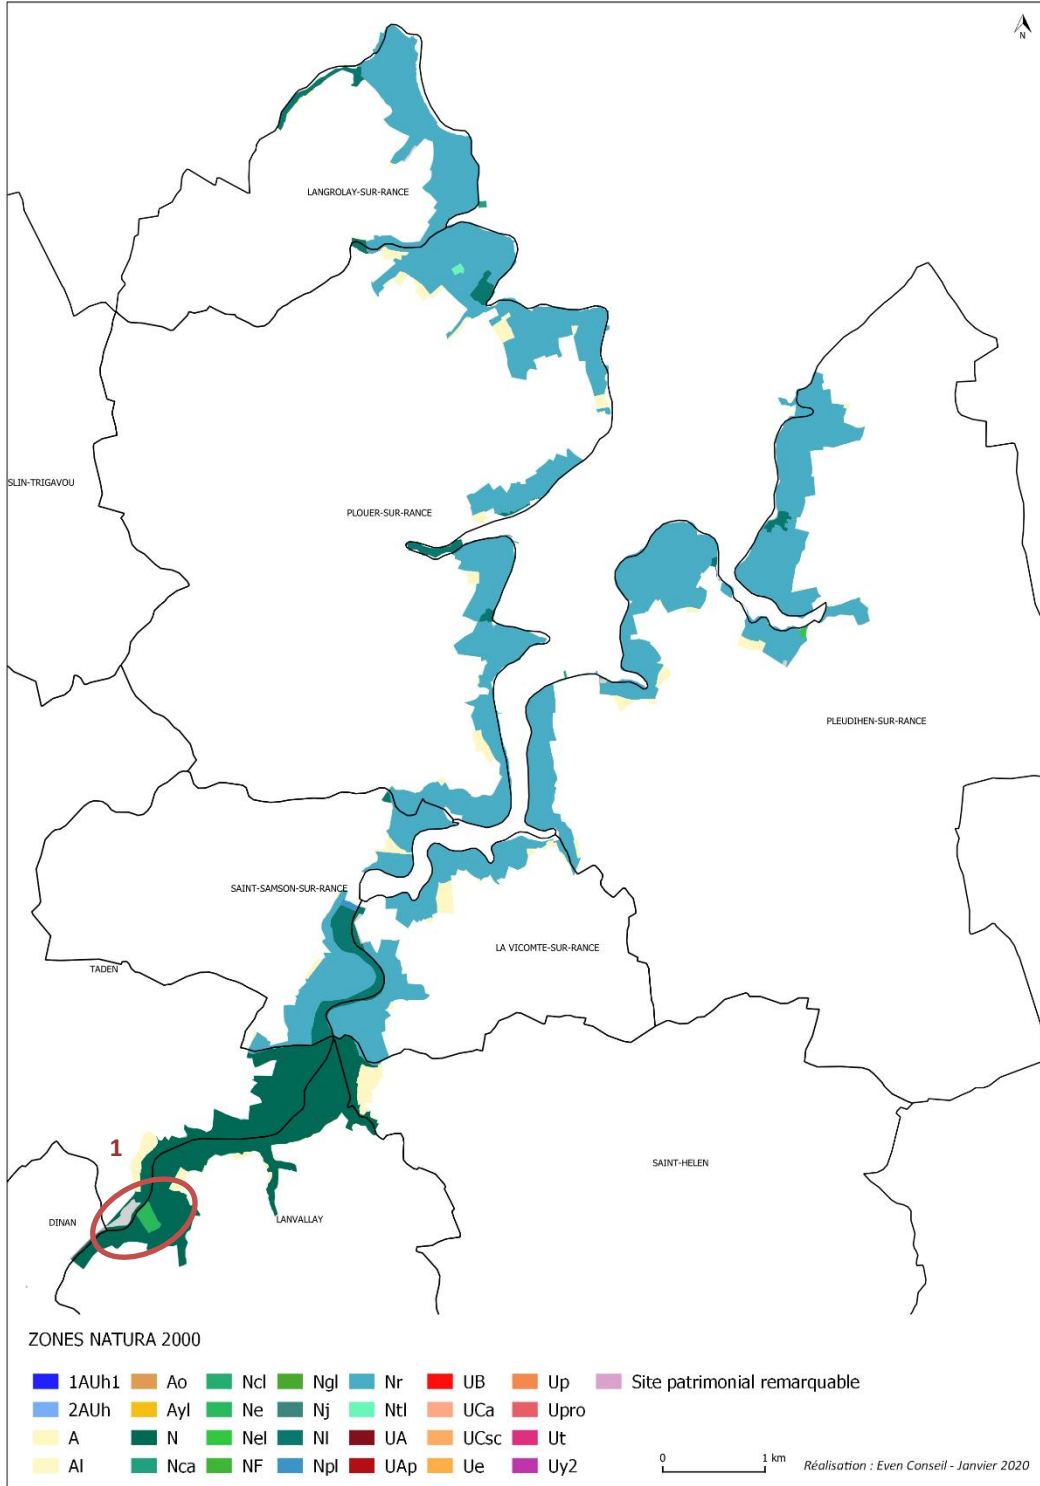 N
LANGROLAY-SUR-RANCE
SLIN-TRIGAVOU
PLOUER-SUR-RANCE
PLEUDIHEN-SUR-RANCE
SAINT-SAMSON-SUR-RANCE
LA VICOMTE-SUR-RANCE
TADEN
1
SAINT-HELEN
DINAN
LANVALLAY
ZONES NATURA 2000
1AUh1 Ao Ncl Ngl Nr UB Up Site patrimonial remarquable
2AUh Ayl Ne Nj Ntl UCa Upro
A N Nel Nl UA UCsc Ut
Al Nca NF Npl UAp Ue Uy2
0 1 km
Réalisation : Even Conseil - Janvier 2020